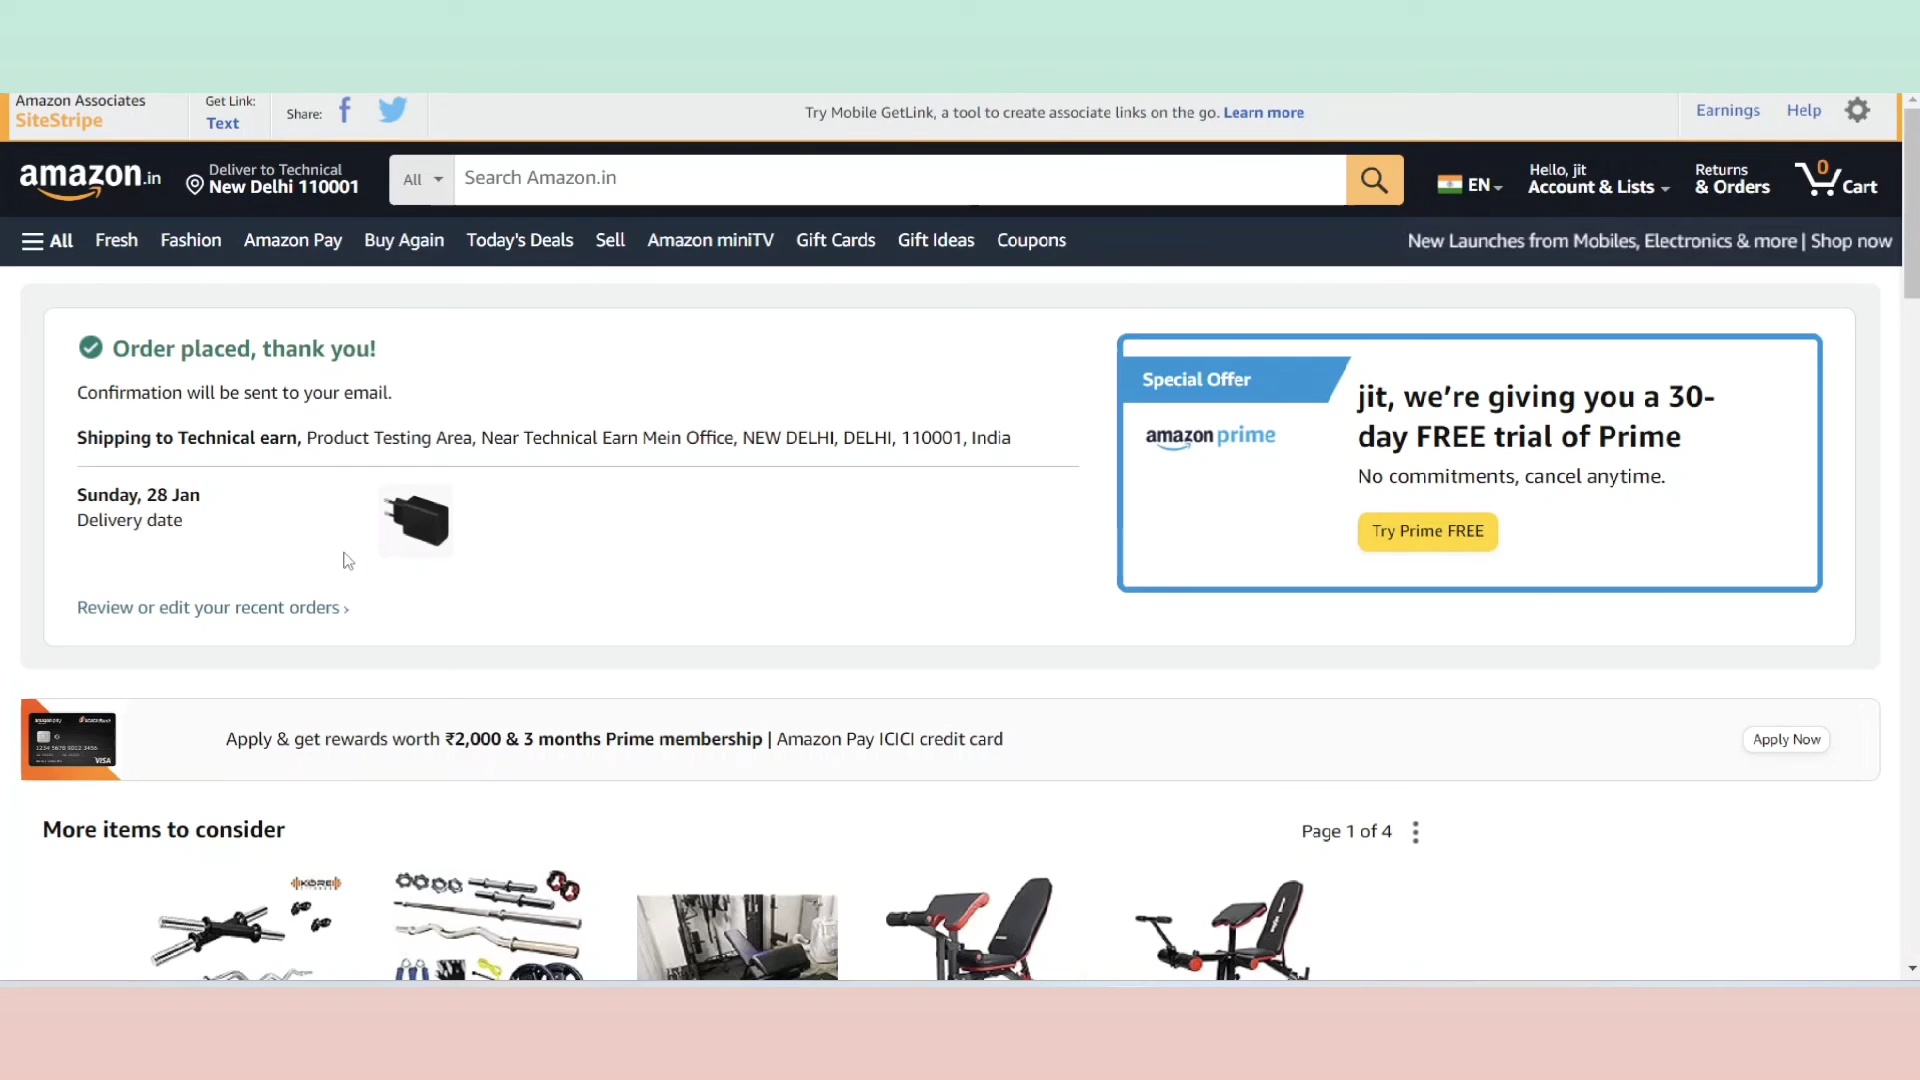 Amazon Associates
SiteStripe
Get Link:
Text
Share:
Try Mobile GetLink, a tool to create associate links on the go. Learn more
Earnings
Help
amazon.in
Deliver to Technical
New Delhi 110001
All
Search Amazon.in
EN
Hello, jit
Account & Lists
Returns
& Orders
0
Cart
All
Fresh
Fashion
Amazon Pay
Buy Again
Today's Deals
Sell
Amazon miniTV
Gift Cards
Gift Ideas
Coupons
New Launches from Mobiles, Electronics & more | Shop now
Order placed, thank you!
Confirmation will be sent to your email.
Shipping to Technical earn, Product Testing Area, Near Technical Earn Mein Office, NEW DELHI, DELHI, 110001, India
Sunday, 28 Jan
Delivery date
Review or edit your recent orders ›
Special Offer
amazon prime
jit, we’re giving you a 30-
day FREE trial of Prime
No commitments, cancel anytime.
Try Prime FREE
1234 5678 9012 3456
VISA
Apply & get rewards worth ₹2,000 & 3 months Prime membership | Amazon Pay ICICI credit card
Apply Now
More items to consider
Page 1 of 4
KORE